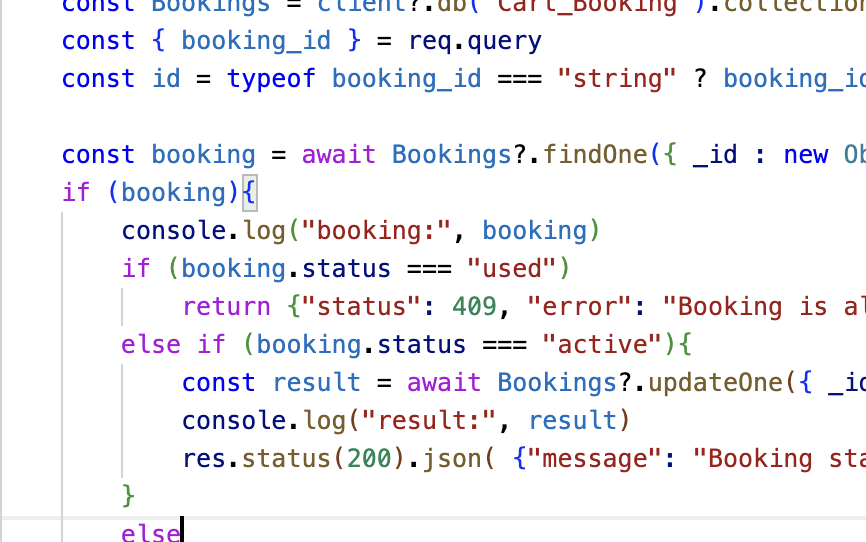 const Bookings = client?.db("Cart_Booking").collection
const { booking_id } = req.query
const id = typeof booking_id === "string" ? booking_id
const booking = await Bookings?.findOne({ _id : new Ob
if (booking){
console.log("booking:", booking)
if (booking.status === "used")
return {"status": 409, "error": "Booking is al
else if (booking.status === "active"){
const result = await Bookings?.updateOne({ _id
console.log("result:", result)
res.status(200).json( {"message": "Booking sta
}
else